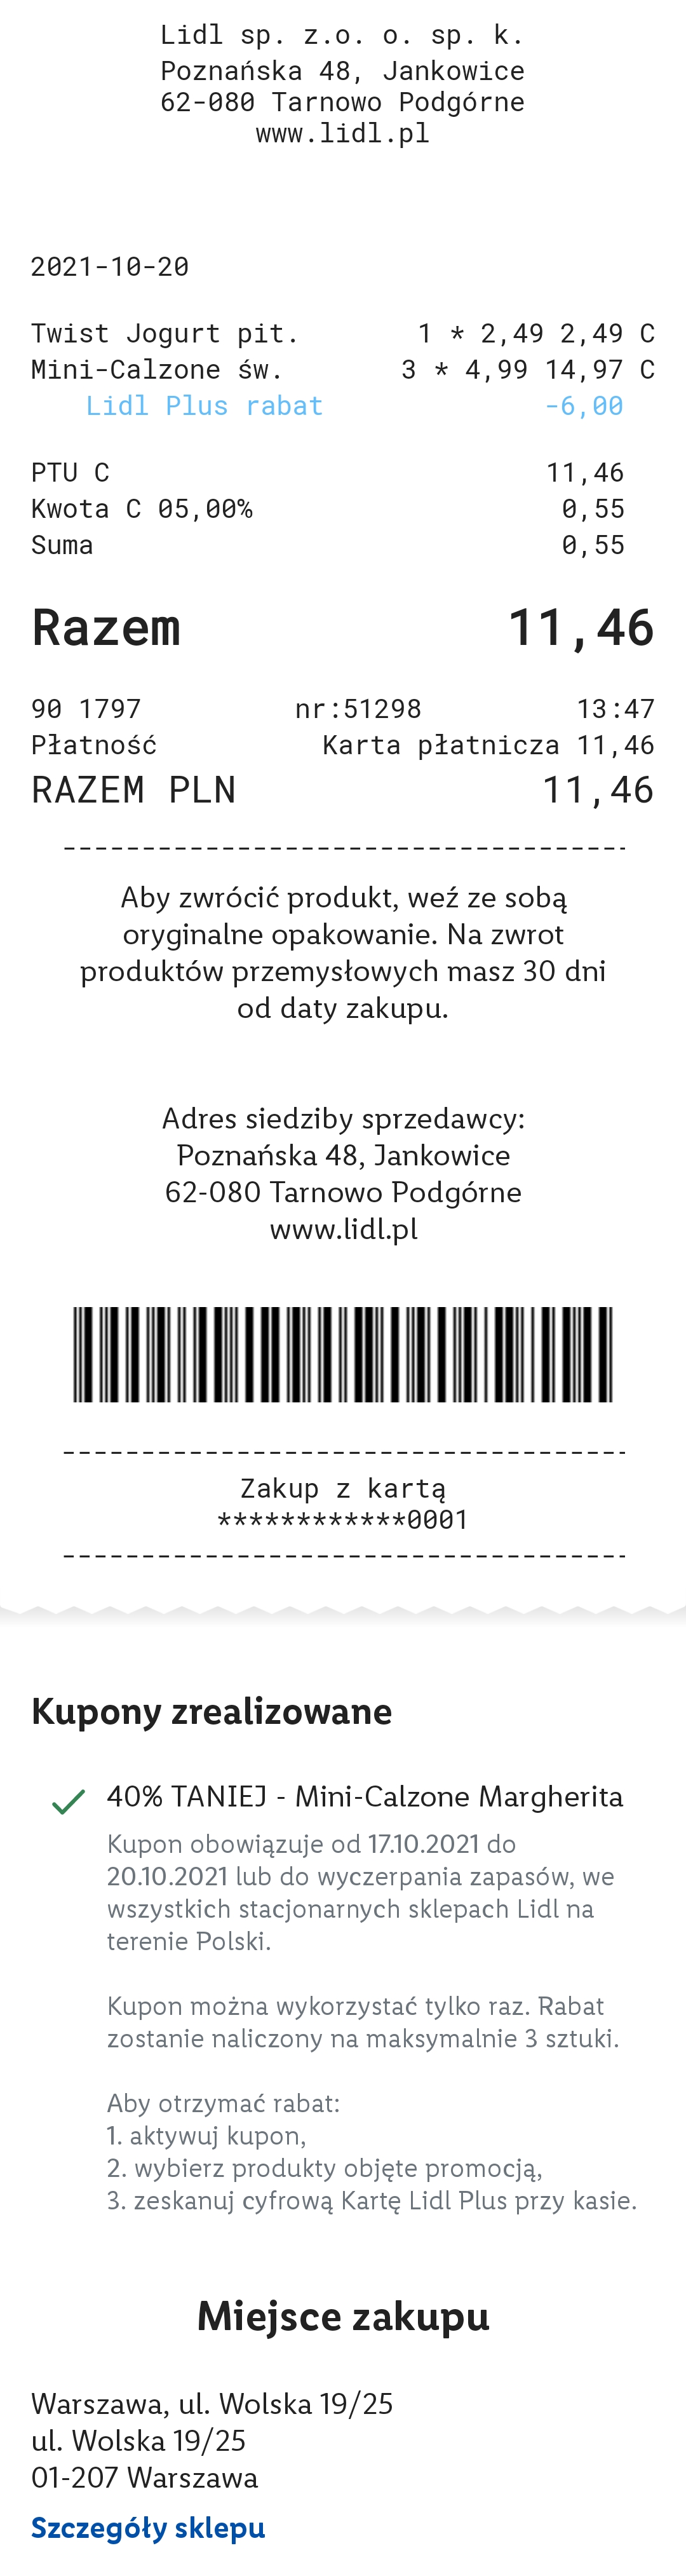 Lidl sp. z.o. o. sp. k.
Poznańska 48, Jankowice
62-080 Tarnowo Podgórne
www.lidl.pl
2021-10-20
Twist Jogurt pit. 1 * 2,49 2,49 C
Mini-Calzone św. 3 * 4,99 14,97 C
Lidl Plus rabat -6,00
PTU C 11,46
Kwota C 05,00% 0,55
Suma 0,55
Razem 11,46
90 1797 nr:51298 13:47
Płatność Karta płatnicza 11,46
RAZEM PLN 11,46
Aby zwrócić produkt, weź ze sobą
oryginalne opakowanie. Na zwrot
produktów przemysłowych masz 30 dni
od daty zakupu.
Adres siedziby sprzedawcy:
Poznańska 48, Jankowice
62-080 Tarnowo Podgórne
www.lidl.pl
Zakup z kartą
************0001
Kupony zrealizowane
40% TANIEJ - Mini-Calzone Margherita
Kupon obowiązuje od 17.10.2021 do
20.10.2021 lub do wyczerpania zapasów, we
wszystkich stacjonarnych sklepach Lidl na
terenie Polski.
Kupon można wykorzystać tylko raz. Rabat
zostanie naliczony na maksymalnie 3 sztuki.
Aby otrzymać rabat:
1. aktywuj kupon,
2. wybierz produkty objęte promocją,
3. zeskanuj cyfrową Kartę Lidl Plus przy kasie.
Miejsce zakupu
Warszawa, ul. Wolska 19/25
ul. Wolska 19/25
01-207 Warszawa
Szczegóły sklepu